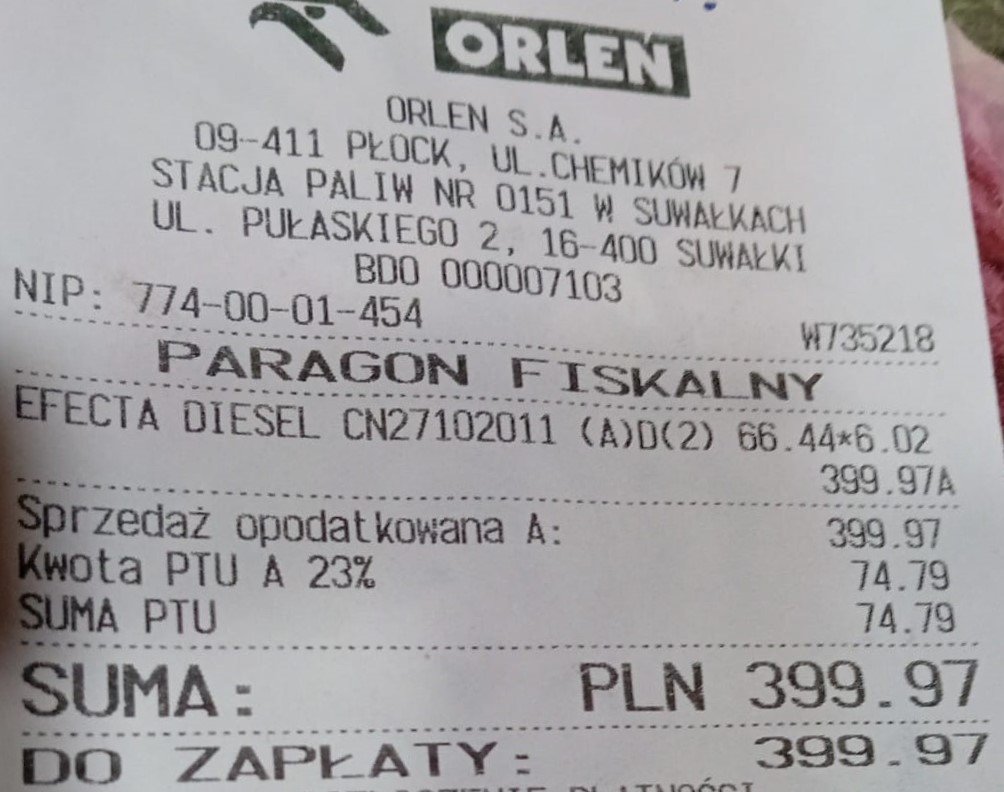 ORLEN
ORLEN S.A.
09-411 PŁOCK, UL.CHEMIKÓW 7
STACJA PALIW NR 0151 W SUWAŁKACH
UL. PUŁASKIEGO 2, 16-400 SUWAŁKI
BDO 000007103
NIP: 774-00-01-454
W735218
PARAGON FISKALNY
EFECTA DIESEL CN27102011 (A)D(2) 66.44*6.02
399.97A
Sprzedaż opodatkowana A: 399.97
Kwota PTU A 23% 74.79
SUMA PTU 74.79
SUMA: PLN 399.97
DO ZAPŁATY: 399.97